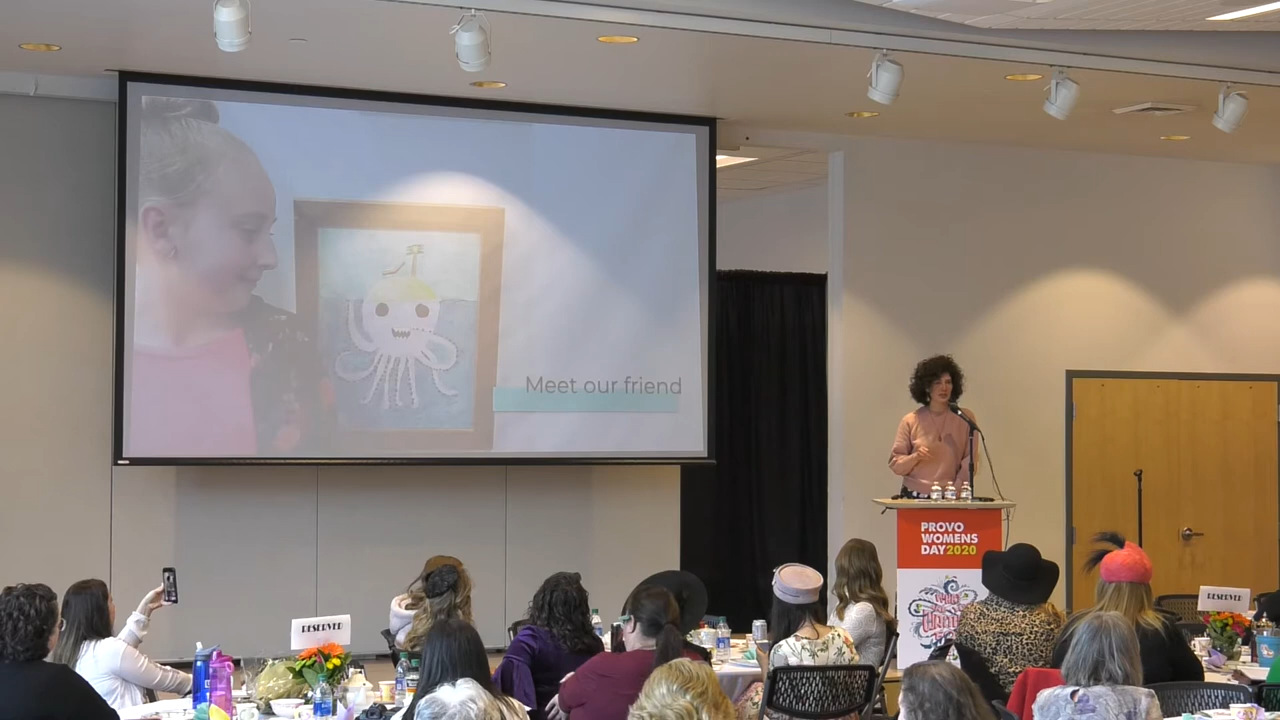 Meet our friend
PROVO
WOMENS
DAY2020
RESERVED
RESERVED